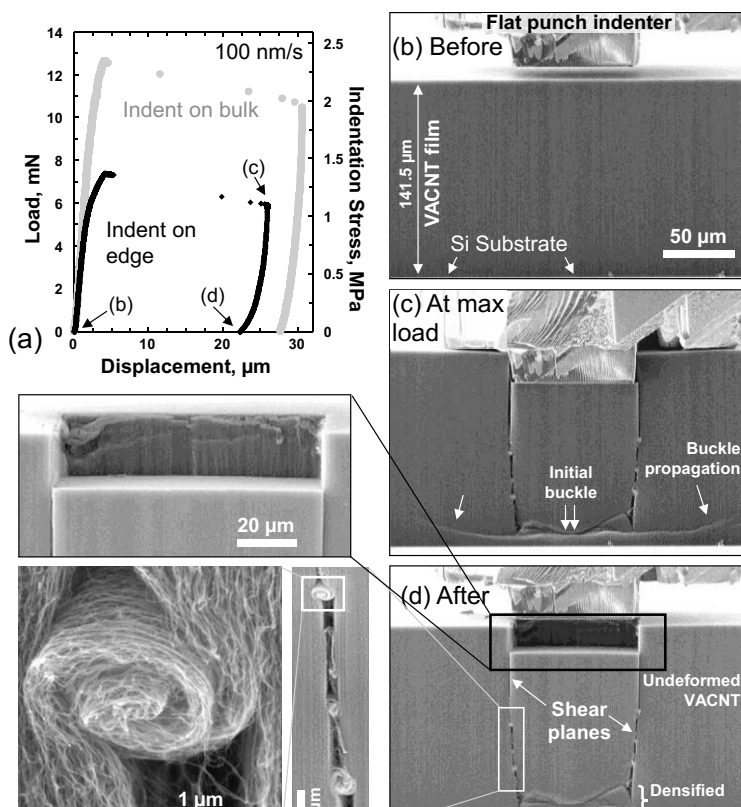 100 nm/s
Indent on bulk
Indent on
edge
(b)
(c)
(d)
14
12
10
8
6
4
2
0
Load, mN
2.5
2
1.5
1
0.5
0
Indentation Stress, MPa
0
10
20
30
Displacement, µm
(a)
Flat punch indenter
(b) Before
141.5 µm
VACNT film
Si Substrate
50 µm
(c) At max
load
Buckle
propagation
Initial
buckle
20 µm
(d) After
Undeformed
VACNT
Shear
planes
Densified
1 µm